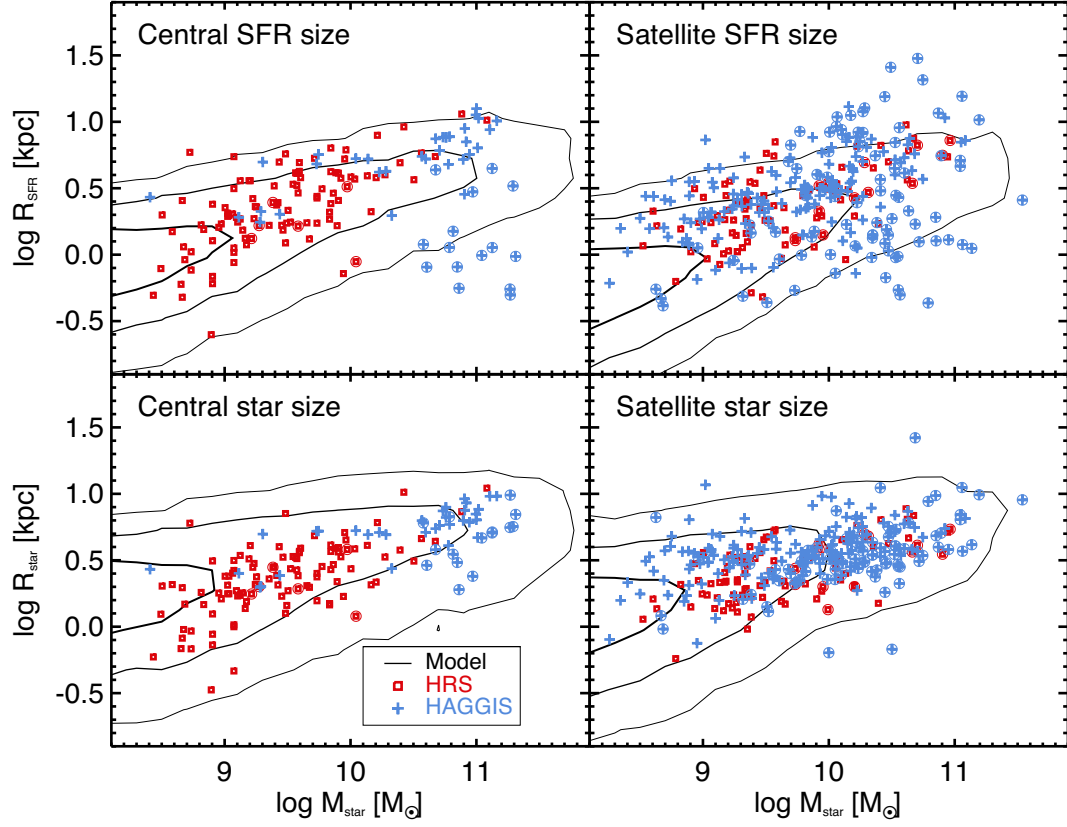 Central SFR size
Satellite SFR size
1.5
1.0
0.5
0.0
-0.5
log R_SFR [kpc]
Central star size
Satellite star size
1.5
1.0
0.5
0.0
-0.5
log R_star [kpc]
Model
HRS
HAGGIS
9 10 11
9 10 11
log M_star [M_⊙]
log M_star [M_⊙]